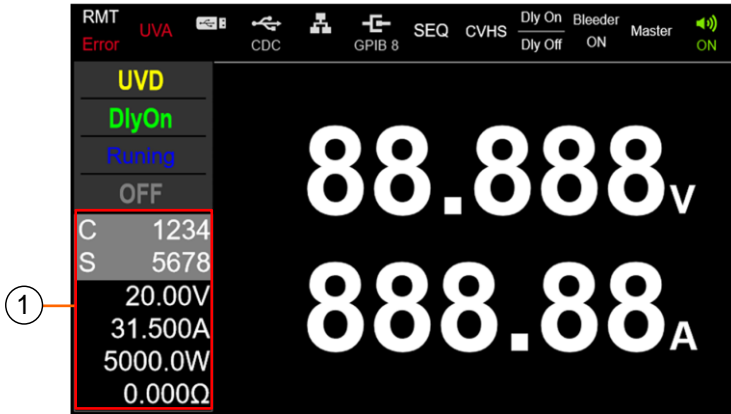 RMT UVA CDC GPIB 8 SEQ CVHS Dly On Bleeder Master
Error Dly Off ON ON
UVD
DlyOn
Runing
OFF
C 1234
S 5678
20.00V
31.500A
5000.0W
0.000Ω
88.888V
888.88A
1